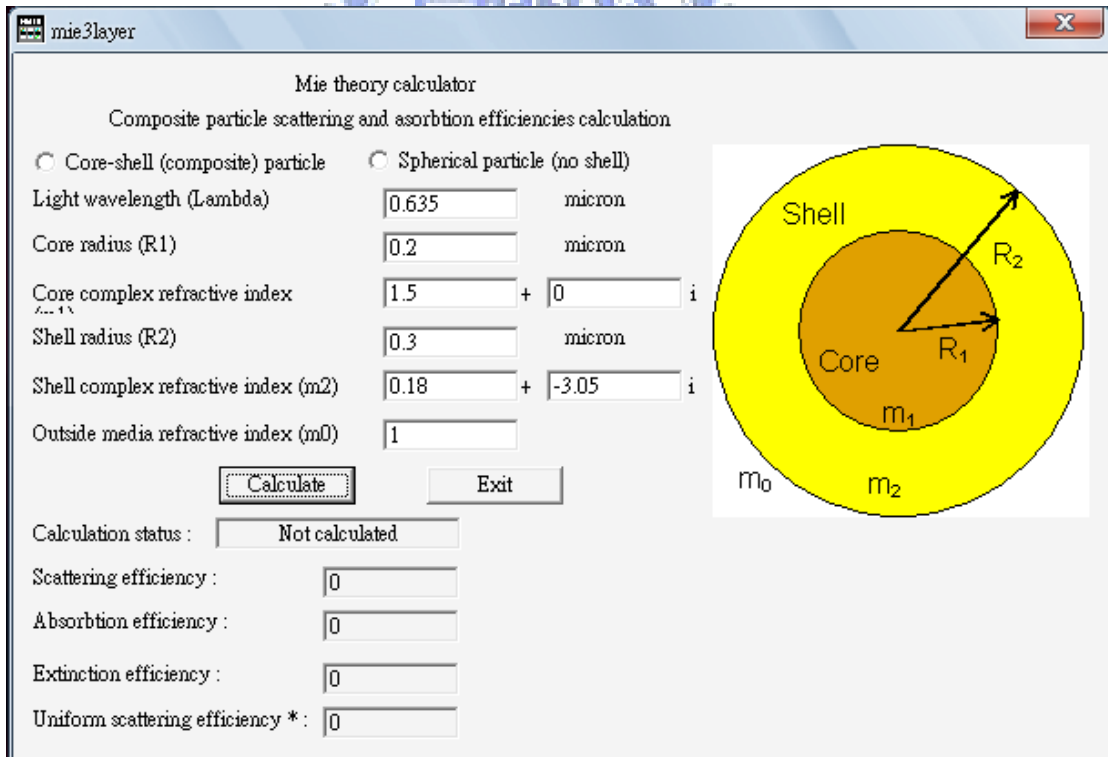 mie3layer
X
Mie theory calculator
Composite particle scattering and asorbtion efficiencies calculation
Core-shell (composite) particle Spherical particle (no shell)
Light wavelength (Lambda) 0.635 micron
Core radius (R1) 0.2 micron
Core complex refractive index 1.5 + 0 i
Shell radius (R2) 0.3 micron
Shell complex refractive index (m2) 0.18 + -3.05 i
Outside media refractive index (m0) 1
Calculate Exit
Calculation status : Not calculated
Scattering efficiency : 0
Absorbtion efficiency : 0
Extinction efficiency : 0
Uniform scattering efficiency * : 0
Shell
R2
R1
Core
m1
m0
m2